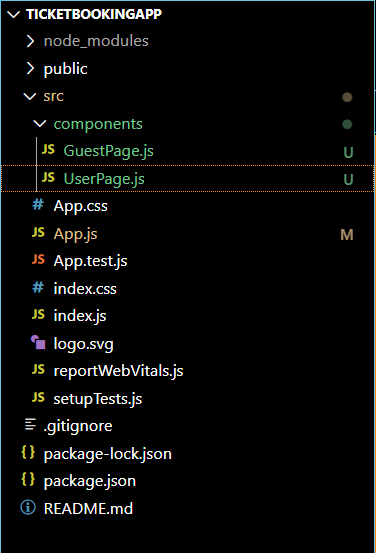 TICKETBOOKINGAPP
node_modules
public
src
components
JS GuestPage.js U
JS UserPage.js U
# App.css
JS App.js M
JS App.test.js
# index.css
JS index.js
logo.svg
JS reportWebVitals.js
JS setupTests.js
.gitignore
{} package-lock.json
{} package.json
README.md